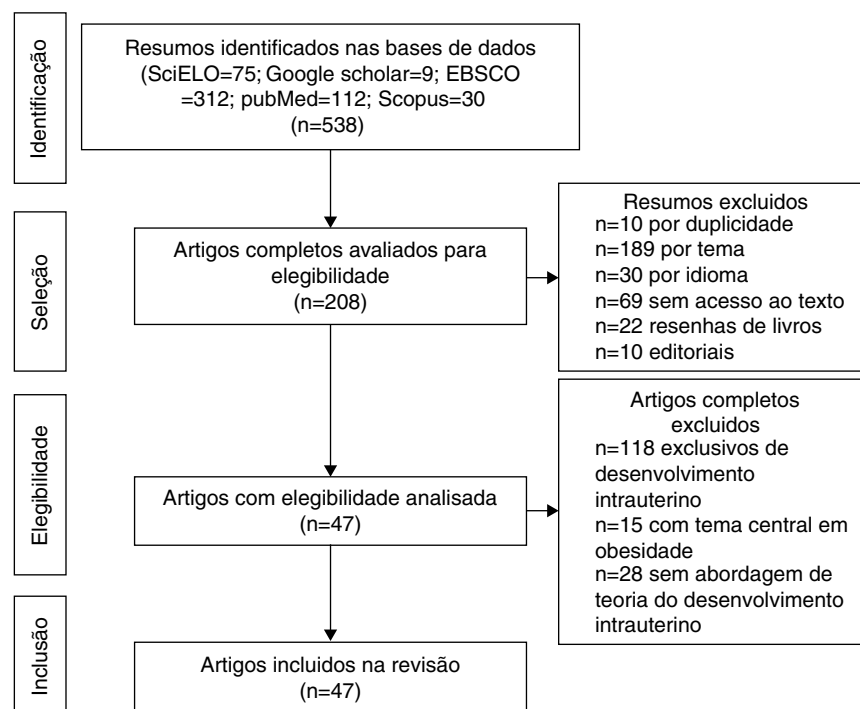 Identificação
Resumos identificados nas bases de dados
(SciELO=75; Google scholar=9; EBSCO
=312; pubMed=112; Scopus=30
(n=538)
Seleção
Artigos completos avaliados para
elegibilidade
(n=208)
Resumos excluidos
n=10 por duplicidade
n=189 por tema
n=30 por idioma
n=69 sem acesso ao texto
n=22 resenhas de livros
n=10 editoriais
Elegibilidade
Artigos com elegibilidade analisada
(n=47)
Artigos completos
excluidos
n=118 exclusivos de
desenvolvimento
intrauterino
n=15 com tema central em
obesidade
n=28 sem abordagem de
teoria do desenvolvimento
intrauterino
Inclusão
Artigos incluidos na revisão
(n=47)